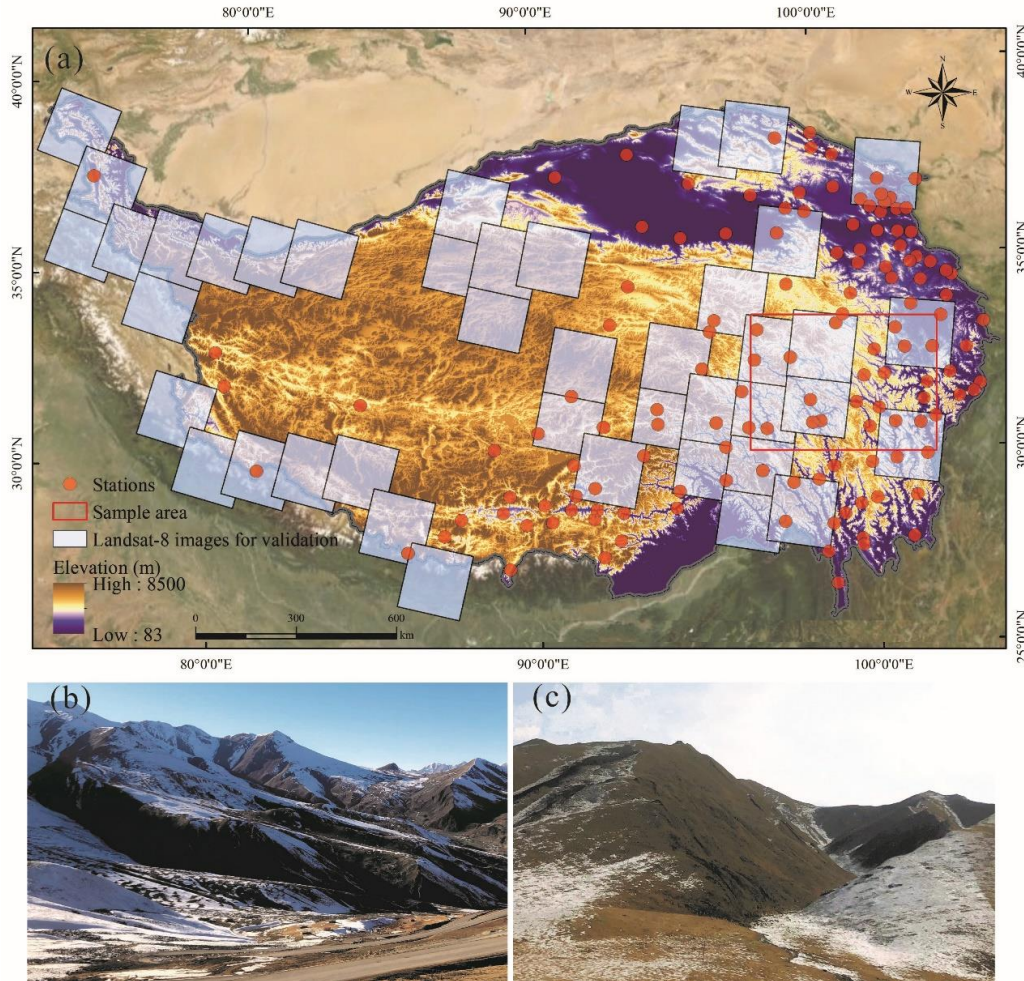 80°0'0"E 90°0'0"E 100°0'0"E
(a)
N
W E
S
40°0'0"N 40°0'0"N
35°0'0"N 35°0'0"N
30°0'0"N 30°0'0"N
25°0'0"N
Stations
Sample area
Landsat-8 images for validation
Elevation (m)
High : 8500
Low : 83
0 300 600
km
80°0'0"E 90°0'0"E 100°0'0"E
(b) (c)